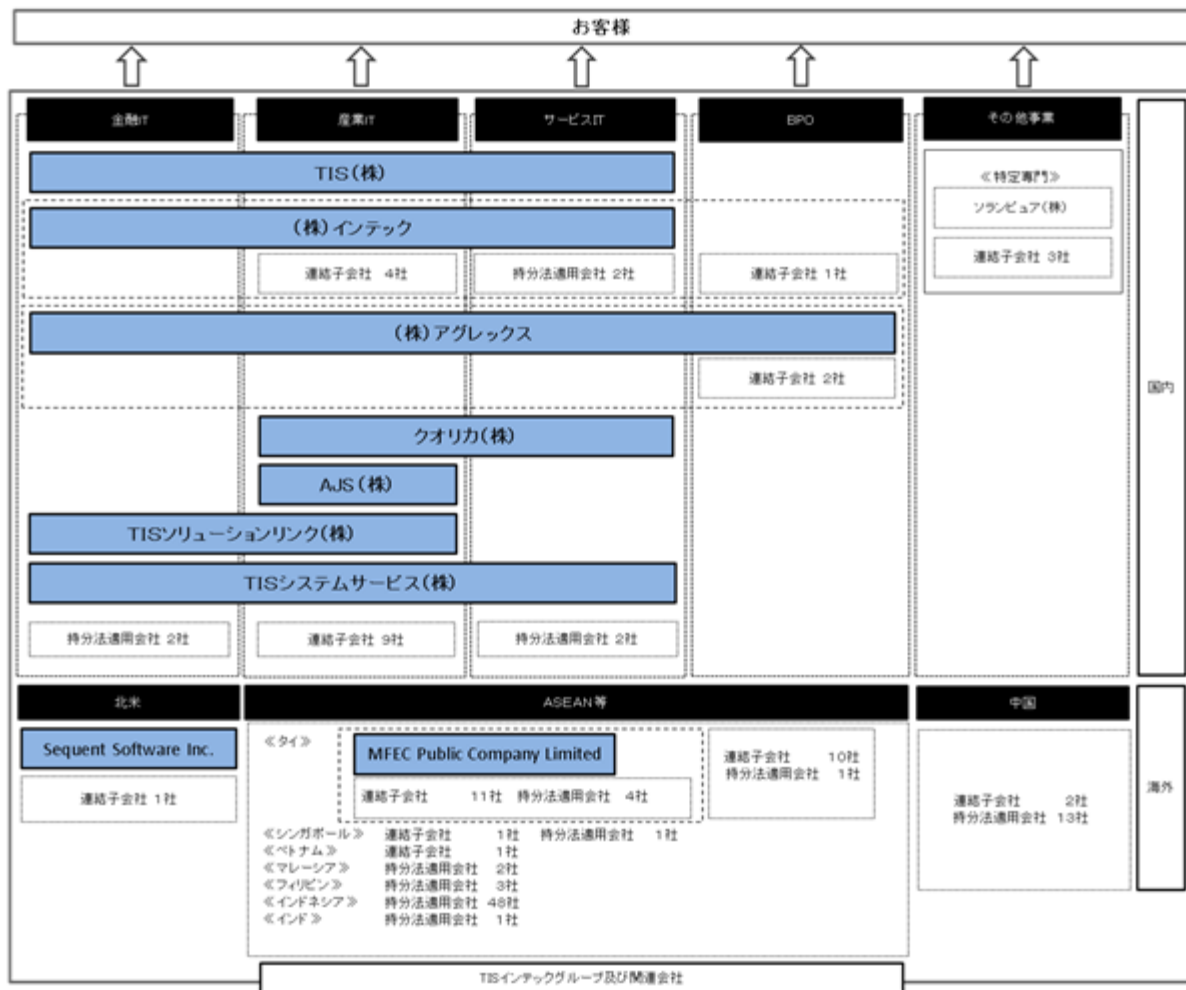 お客様
金融IT
産業IT
サービスIT
BPO
その他事業
TIS(株)
≪特定専門≫
ソランピュア(株)
連結子会社 3社
(株)インテック
連結子会社 4社
持分法適用会社 2社
連結子会社 1社
(株)アグレックス
連結子会社 2社
国内
クオリカ(株)
AJS(株)
TISソリューションリンク(株)
TISシステムサービス(株)
持分法適用会社 2社
連結子会社 9社
持分法適用会社 2社
北米
ASEAN等
中国
Sequent Software Inc.
連結子会社 1社
≪タイ≫
MFEC Public Company Limited
連結子会社 11社 持分法適用会社 4社
連結子会社 10社
持分法適用会社 1社
≪シンガポール≫ 連結子会社 1社 持分法適用会社 1社
≪ベトナム≫ 連結子会社 1社
≪マレーシア≫ 持分法適用会社 2社
≪フィリピン≫ 持分法適用会社 3社
≪インドネシア≫ 持分法適用会社 48社
≪インド≫ 持分法適用会社 1社
連結子会社 2社
持分法適用会社 13社
海外
TISインテックグループ及び関連会社